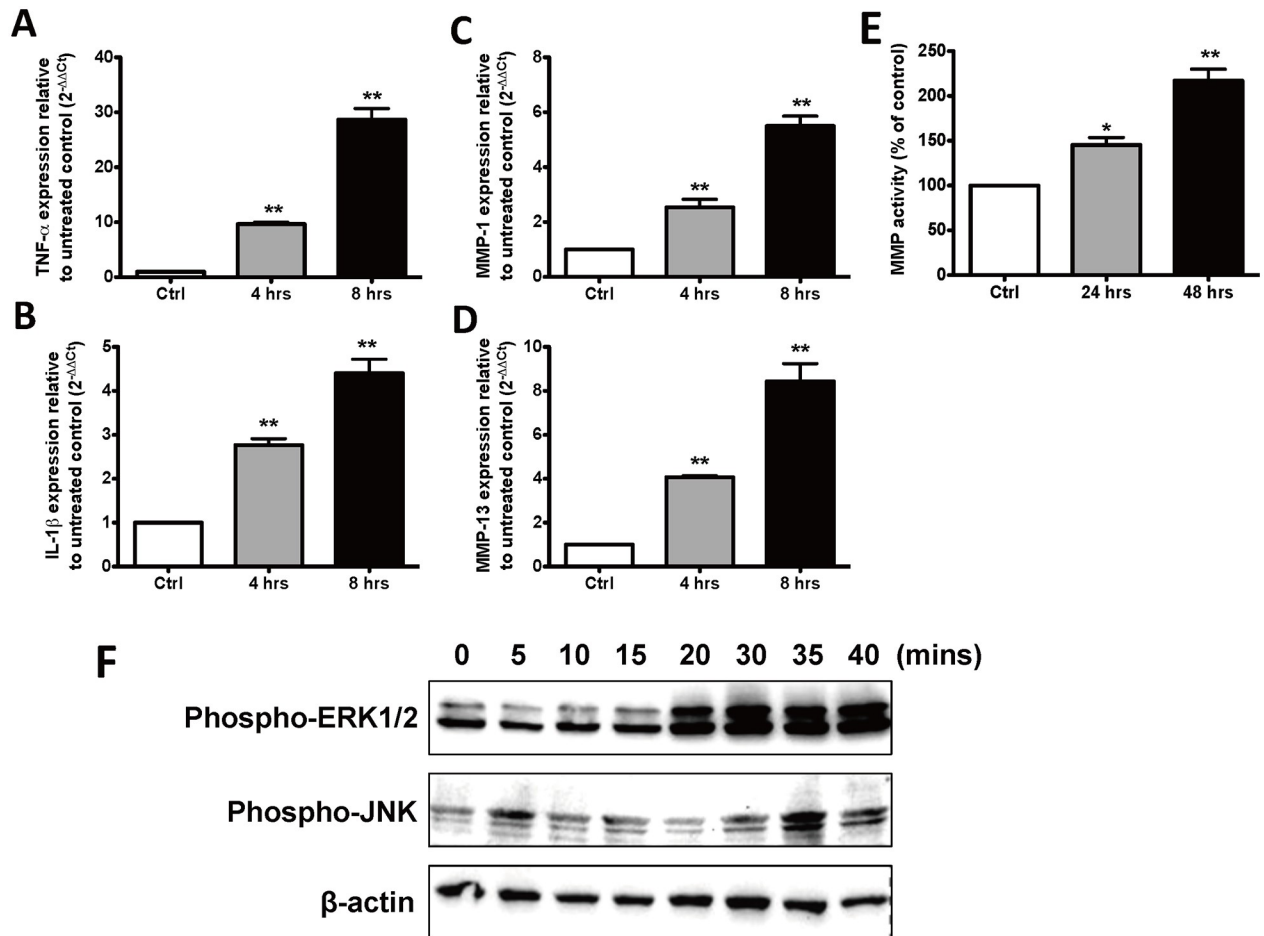 A
TNF-α expression relative
to untreated control (2-ΔΔCt)
40
30
20
10
0
**
**
Ctrl 4 hrs 8 hrs
B
IL-1β expression relative
to untreated control (2-ΔΔCt)
5
4
3
2
1
0
**
**
Ctrl 4 hrs 8 hrs
C
MMP-1 expression relative
to untreated control (2-ΔΔCt)
8
6
4
2
0
**
**
Ctrl 4 hrs 8 hrs
D
MMP-13 expression relative
to untreated control (2-ΔΔCt)
10
8
6
4
2
0
**
**
Ctrl 4 hrs 8 hrs
E
MMP activity (% of control)
250
200
150
100
50
0
*
**
Ctrl 24 hrs 48 hrs
F
0 5 10 15 20 30 35 40 (mins)
Phospho-ERK1/2
Phospho-JNK
β-actin